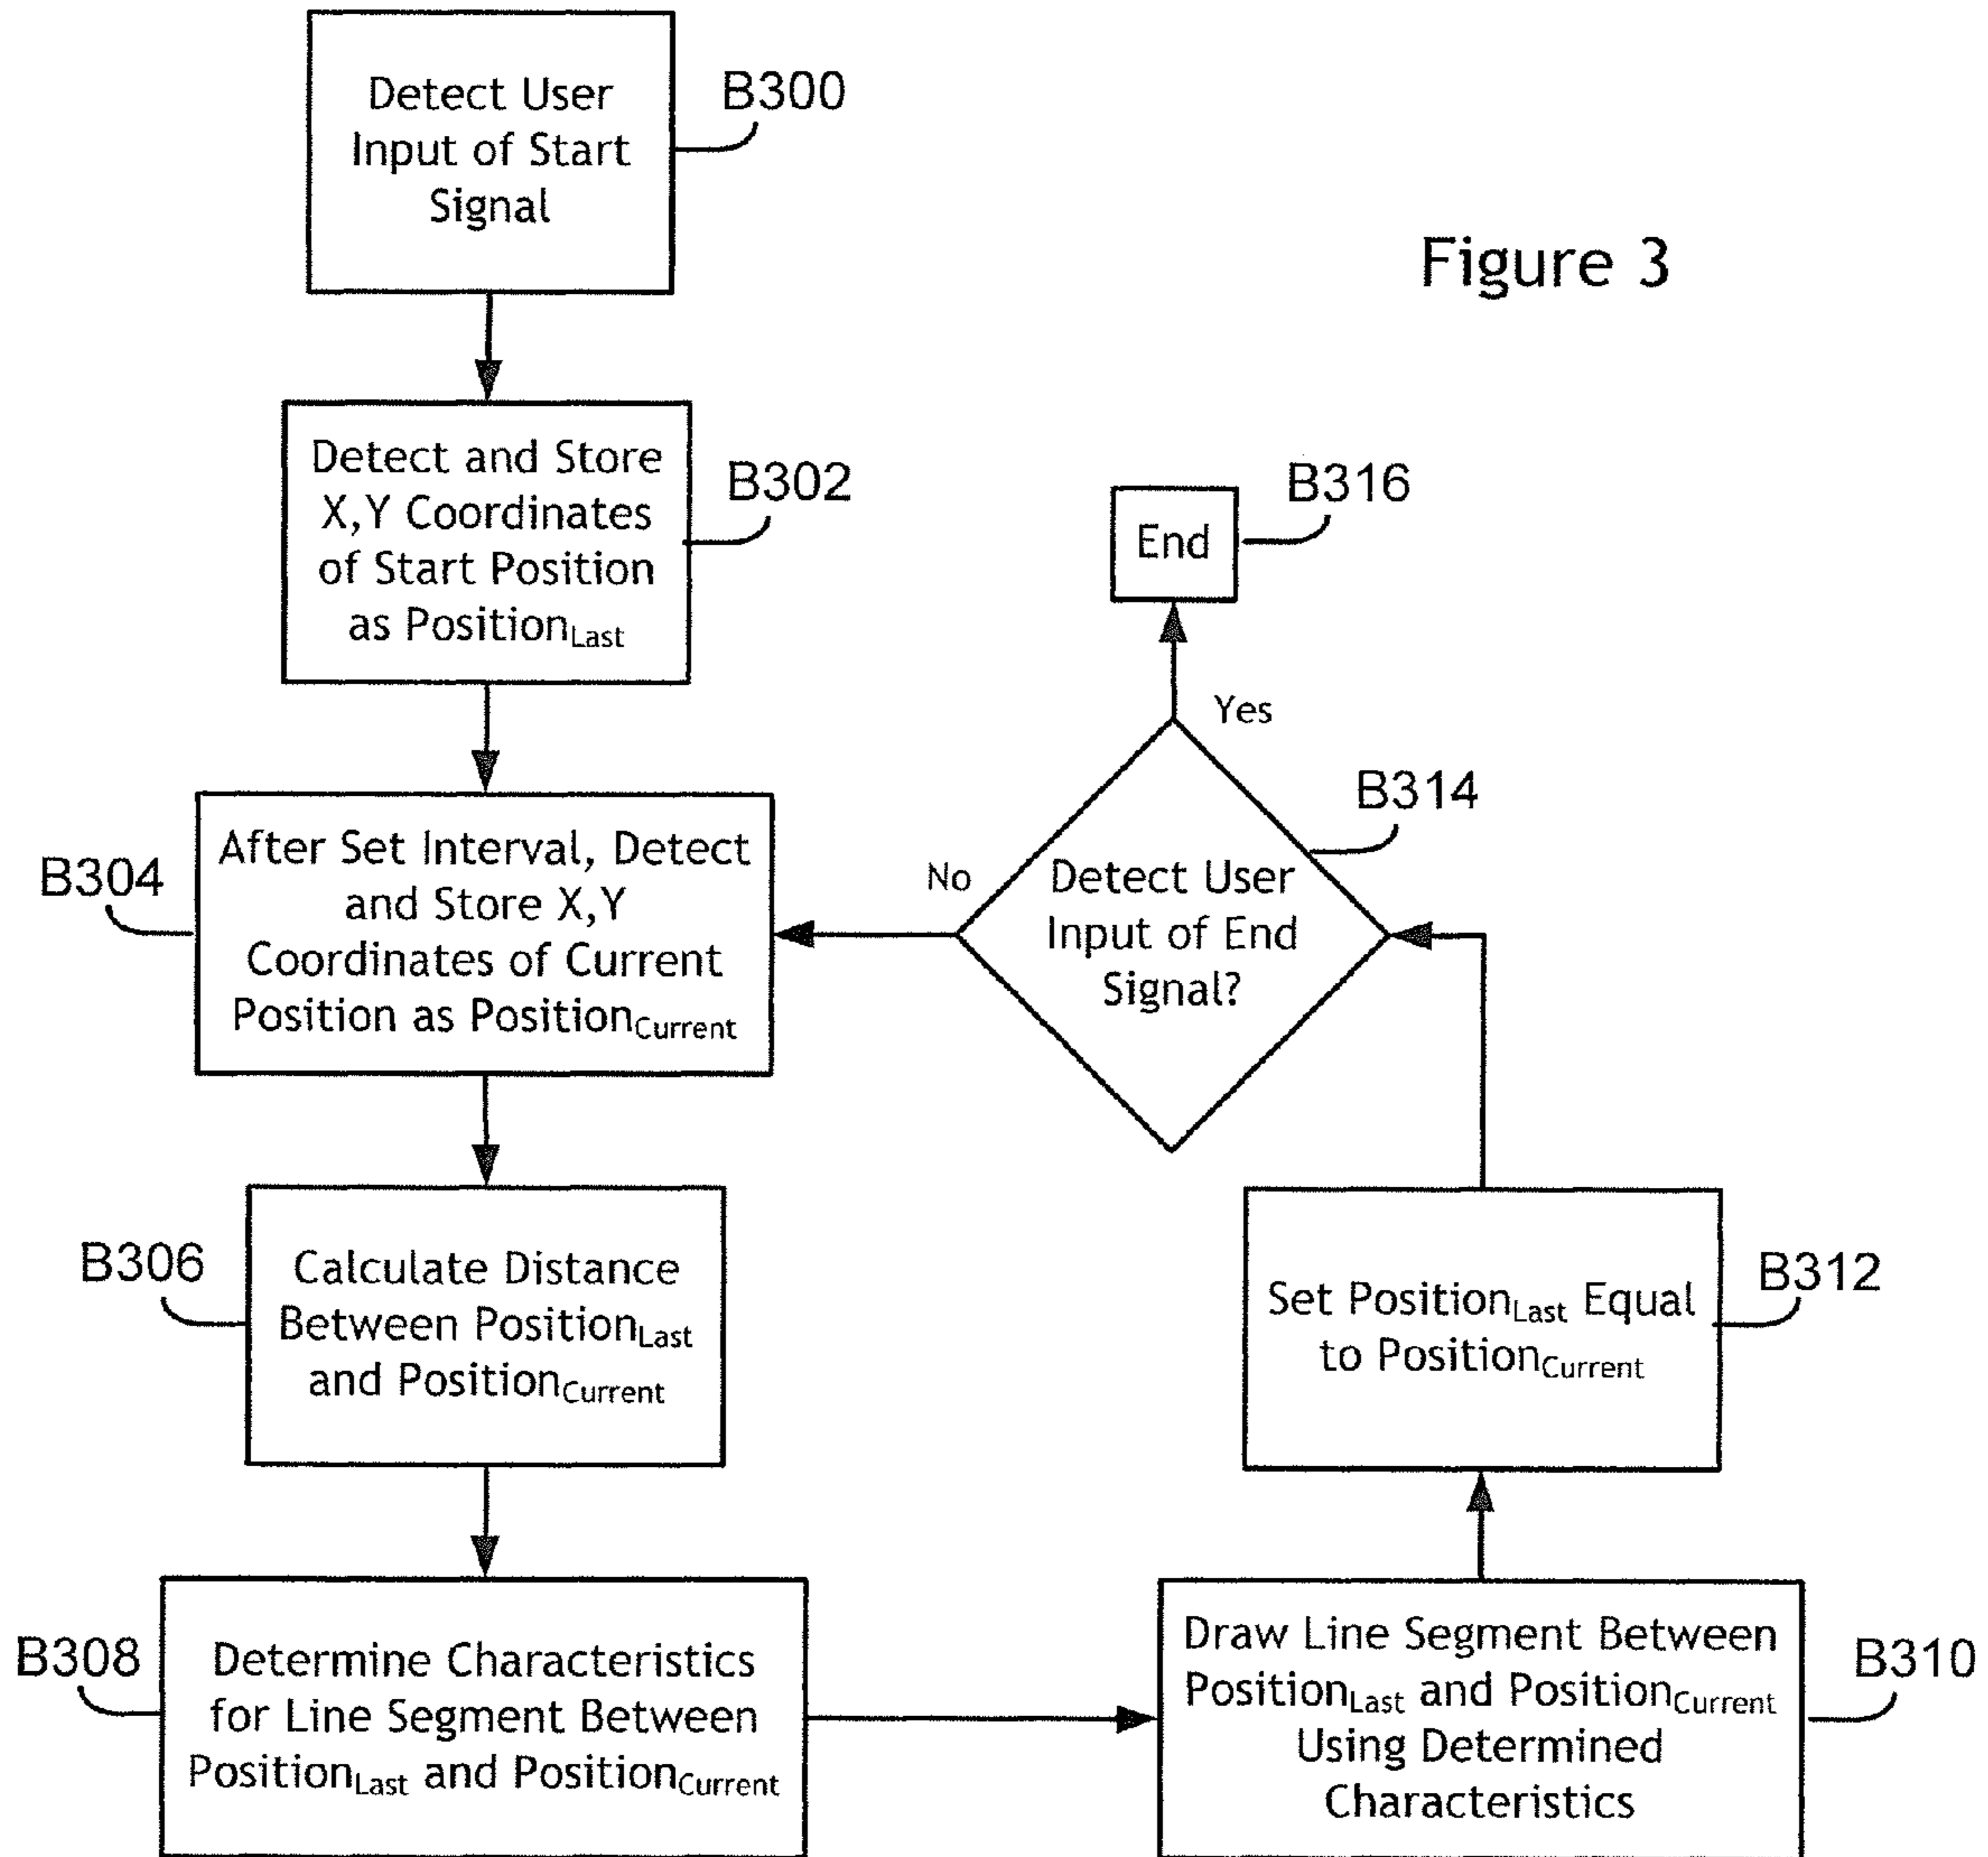 Figure 3
Detect User
Input of Start
Signal
B300
Detect and Store
X,Y Coordinates
of Start Position
as PositionLast
B302
After Set Interval, Detect
and Store X,Y
Coordinates of Current
Position as PositionCurrent
B304
Calculate Distance
Between PositionLast
and PositionCurrent
B306
Determine Characteristics
for Line Segment Between
PositionLast and PositionCurrent
B308
Draw Line Segment Between
PositionLast and PositionCurrent
Using Determined
Characteristics
B310
Set PositionLast Equal
to PositionCurrent
B312
Detect User
Input of End
Signal?
B314
No
Yes
End
B316